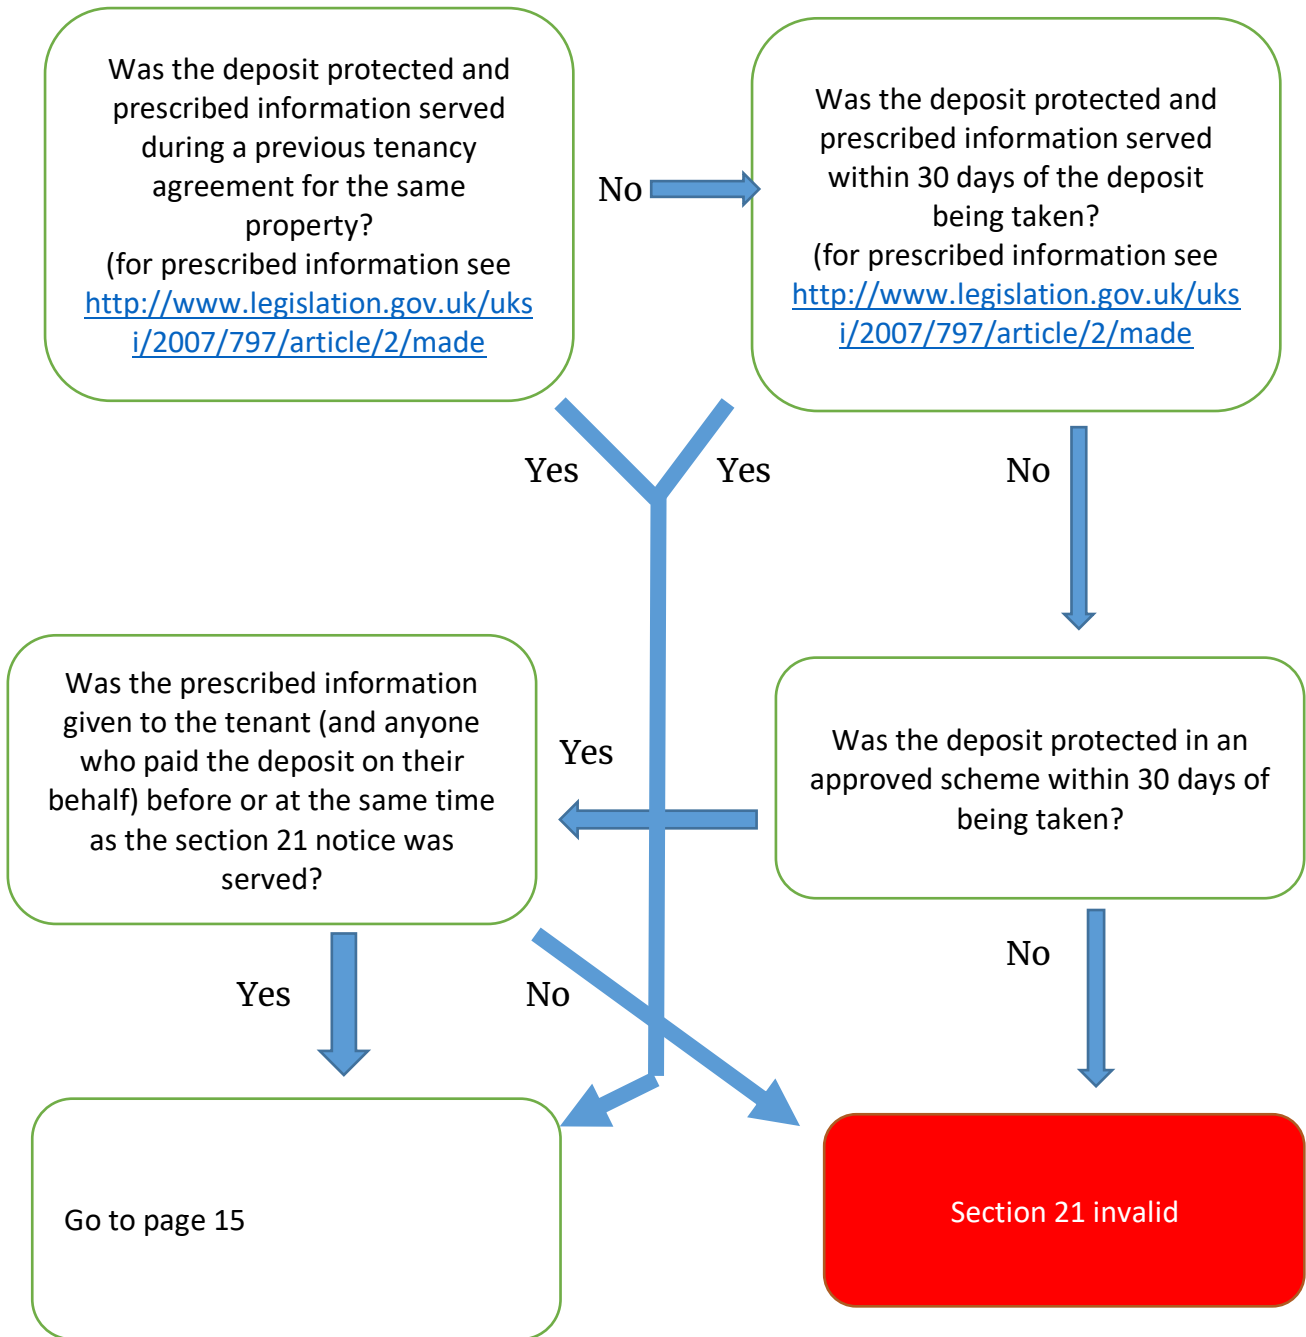 Was the deposit protected and
prescribed information served
during a previous tenancy
agreement for the same
property?
(for prescribed information see
http://www.legislation.gov.uk/uks
i/2007/797/article/2/made
No
Was the deposit protected and
prescribed information served
within 30 days of the deposit
being taken?
(for prescribed information see
http://www.legislation.gov.uk/uks
i/2007/797/article/2/made
Yes
Yes
No
Was the prescribed information
given to the tenant (and anyone
who paid the deposit on their
behalf) before or at the same time
as the section 21 notice was
served?
Yes
Was the deposit protected in an
approved scheme within 30 days of
being taken?
Yes
No
No
Go to page 15
Section 21 invalid